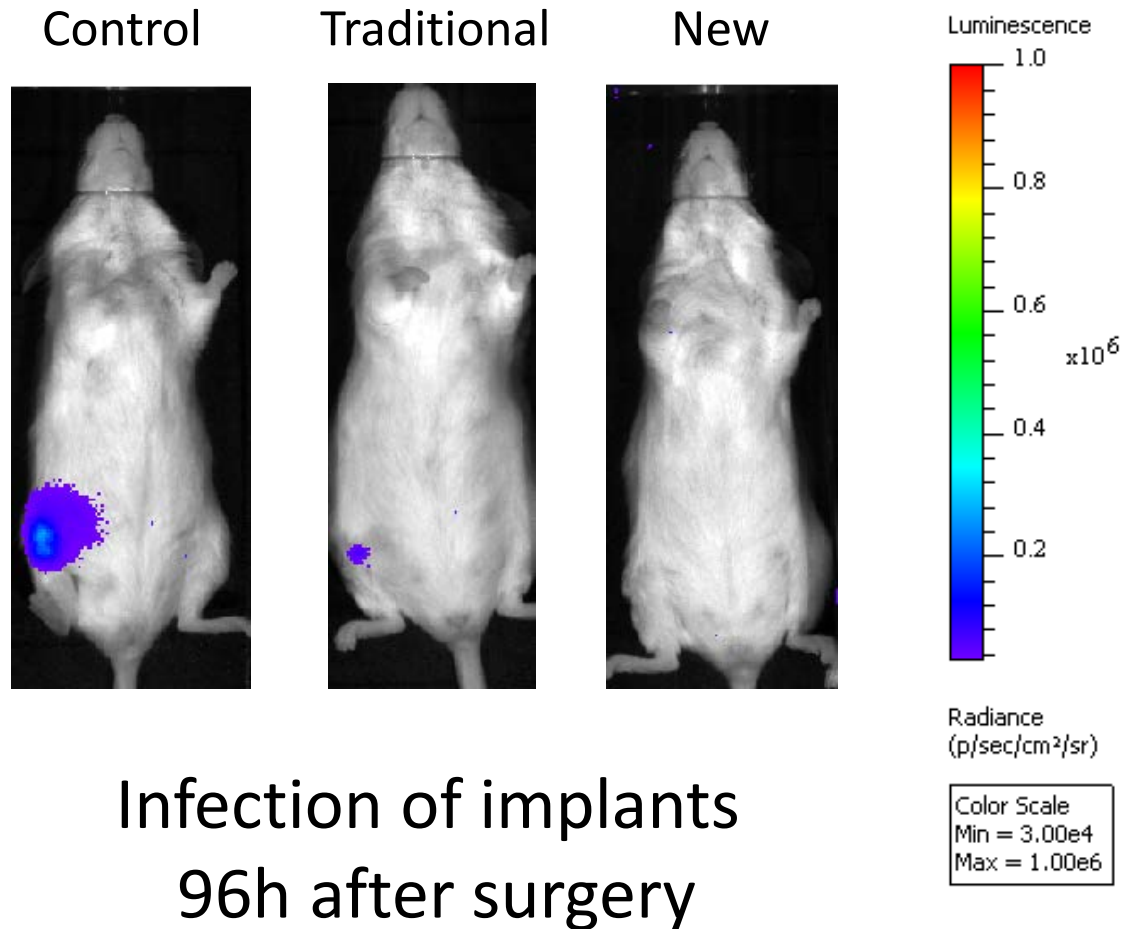 Control
Traditional
New
Luminescence
1.0
0.8
0.6
x10⁶
0.4
0.2
Radiance
(p/sec/cm²/sr)
Color Scale
Min = 3.00e4
Max = 1.00e6
Infection of implants
96h after surgery